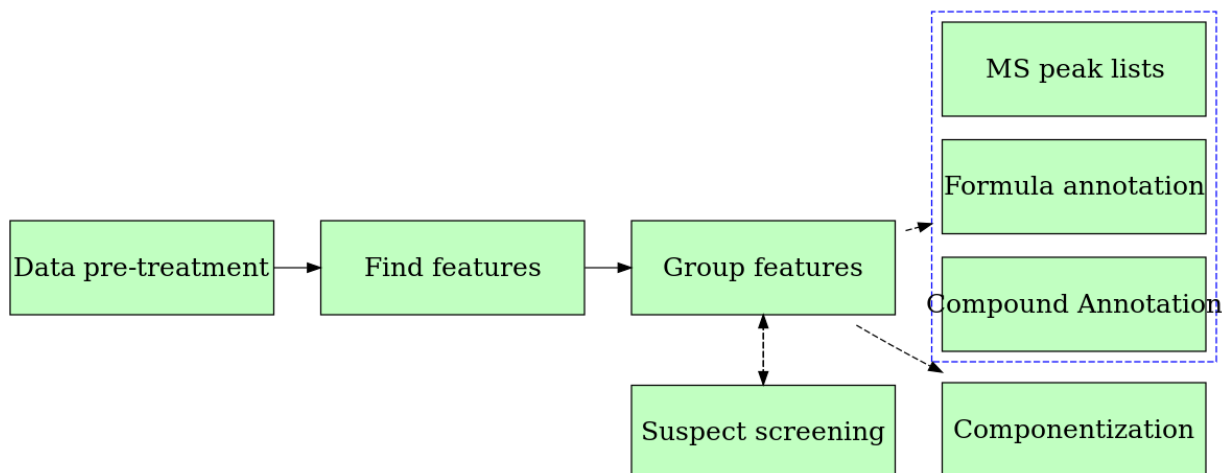 MS peak lists
Formula annotation
Data pre-treatment
Find features
Group features
Compound Annotation
Suspect screening
Componentization